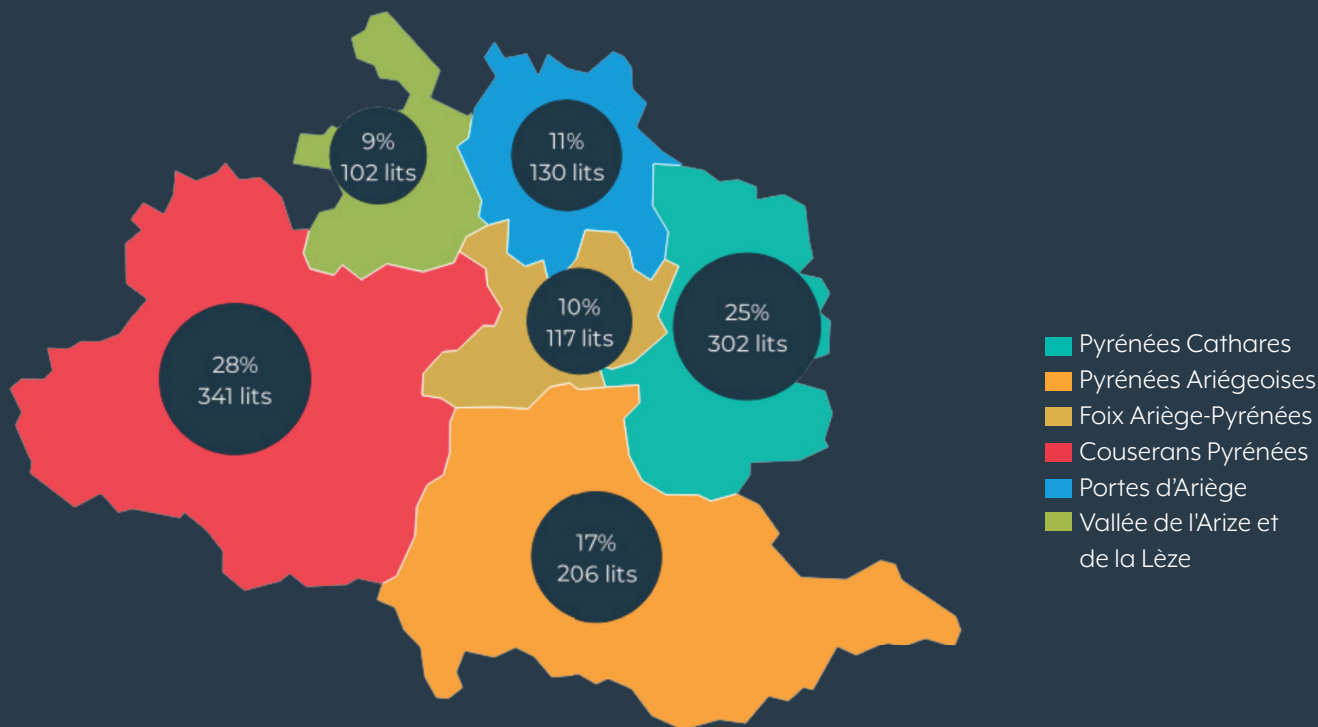 9%
102 lits
11%
130 lits
10%
117 lits
25%
302 lits
28%
341 lits
17%
206 lits
Pyrénées Cathares
Pyrénées Ariégeoises
Foix Ariège-Pyrénées
Couserans Pyrénées
Portes d'Ariège
Vallée de l'Arize et
de la Lèze